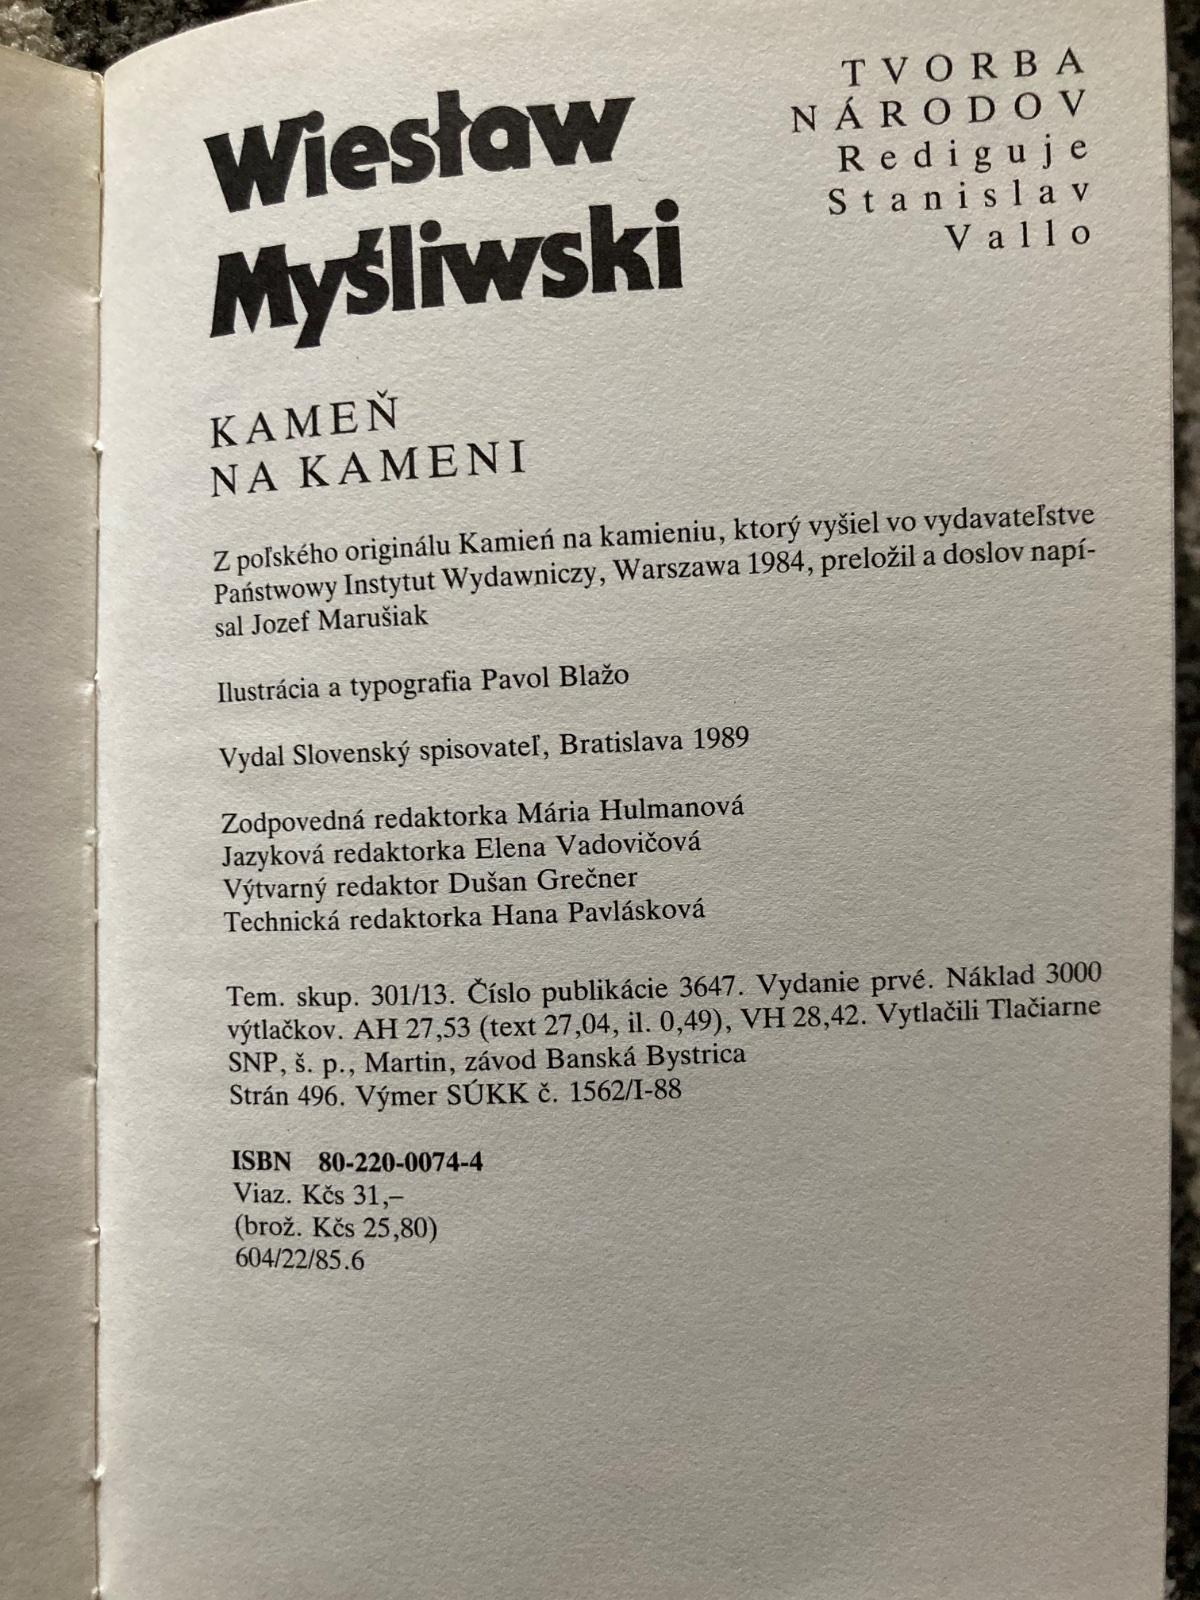 Wiesław
Myśliwski
TVORBA
NÁRODOV
Rediguje
Stanislav
Vallo
KAMEŇ
NA KAMENI
Z poľského originálu Kamień na kamieniu, ktorý vyšiel vo vydavateľstve
Państwowy Instytut Wydawniczy, Warszawa 1984, preložil a doslov napí-
sal Jozef Marušiak
Ilustrácia a typografia Pavol Blažo
Vydal Slovenský spisovateľ, Bratislava 1989
Zodpovedná redaktorka Mária Hulmanová
Jazyková redaktorka Elena Vadovičová
Výtvarný redaktor Dušan Grečner
Technická redaktorka Hana Pavlásková
Tem. skup. 301/13. Číslo publikácie 3647. Vydanie prvé. Náklad 3000
výtlačkov. AH 27,53 (text 27,04, il. 0,49), VH 28,42. Vytlačili Tlačiarne
SNP, š. p., Martin, závod Banská Bystrica
Strán 496. Výmer SÚKK č. 1562/I-88
ISBN 80-220-0074-4
Viaz. Kčs 31,–
(brož. Kčs 25,80)
604/22/85.6